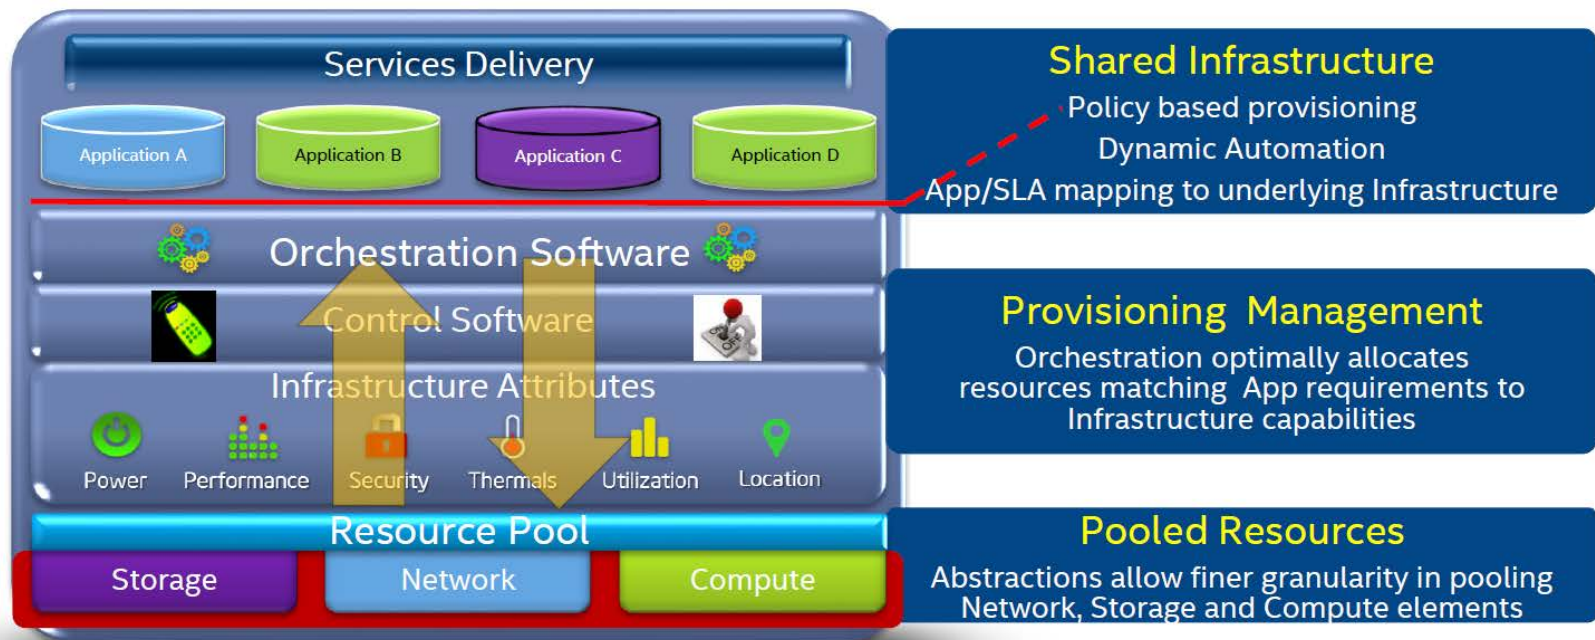 Services Delivery
Application A
Application B
Application C
Application D
Orchestration Software
Control Software
Infrastructure Attributes
Power
Performance
Security
Thermals
Utilization
Location
Resource Pool
Storage
Network
Compute
Shared Infrastructure
Policy based provisioning
Dynamic Automation
App/SLA mapping to underlying Infrastructure
Provisioning Management
Orchestration optimally allocates
resources matching App requirements to
Infrastructure capabilities
Pooled Resources
Abstractions allow finer granularity in pooling
Network, Storage and Compute elements